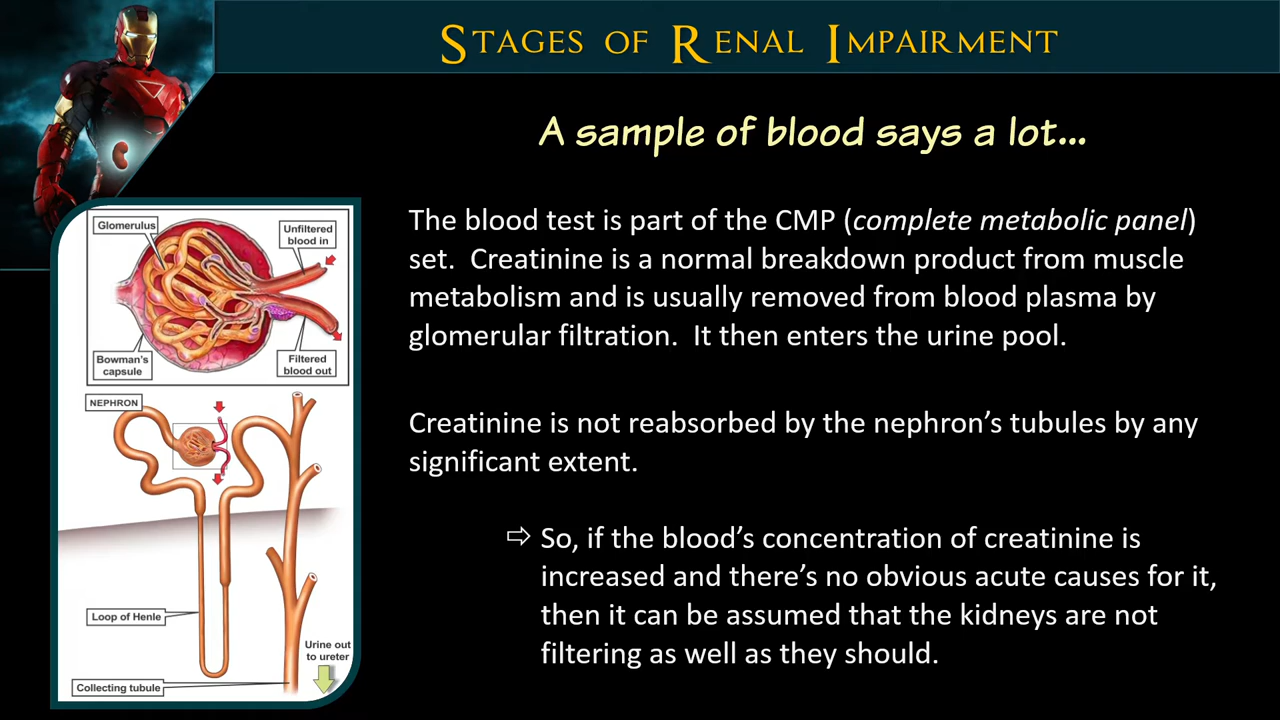 Stages of Renal Impairment
A sample of blood says a lot...
The blood test is part of the CMP (complete metabolic panel)
set. Creatinine is a normal breakdown product from muscle
metabolism and is usually removed from blood plasma by
glomerular filtration. It then enters the urine pool.
Creatinine is not reabsorbed by the nephron's tubules by any
significant extent.
⇨ So, if the blood's concentration of creatinine is
increased and there's no obvious acute causes for it,
then it can be assumed that the kidneys are not
filtering as well as they should.
Glomerulus
Unfiltered
blood in
Bowman's
capsule
Filtered
blood out
NEPHRON
Loop of Henle
Urine out
to ureter
Collecting tubule